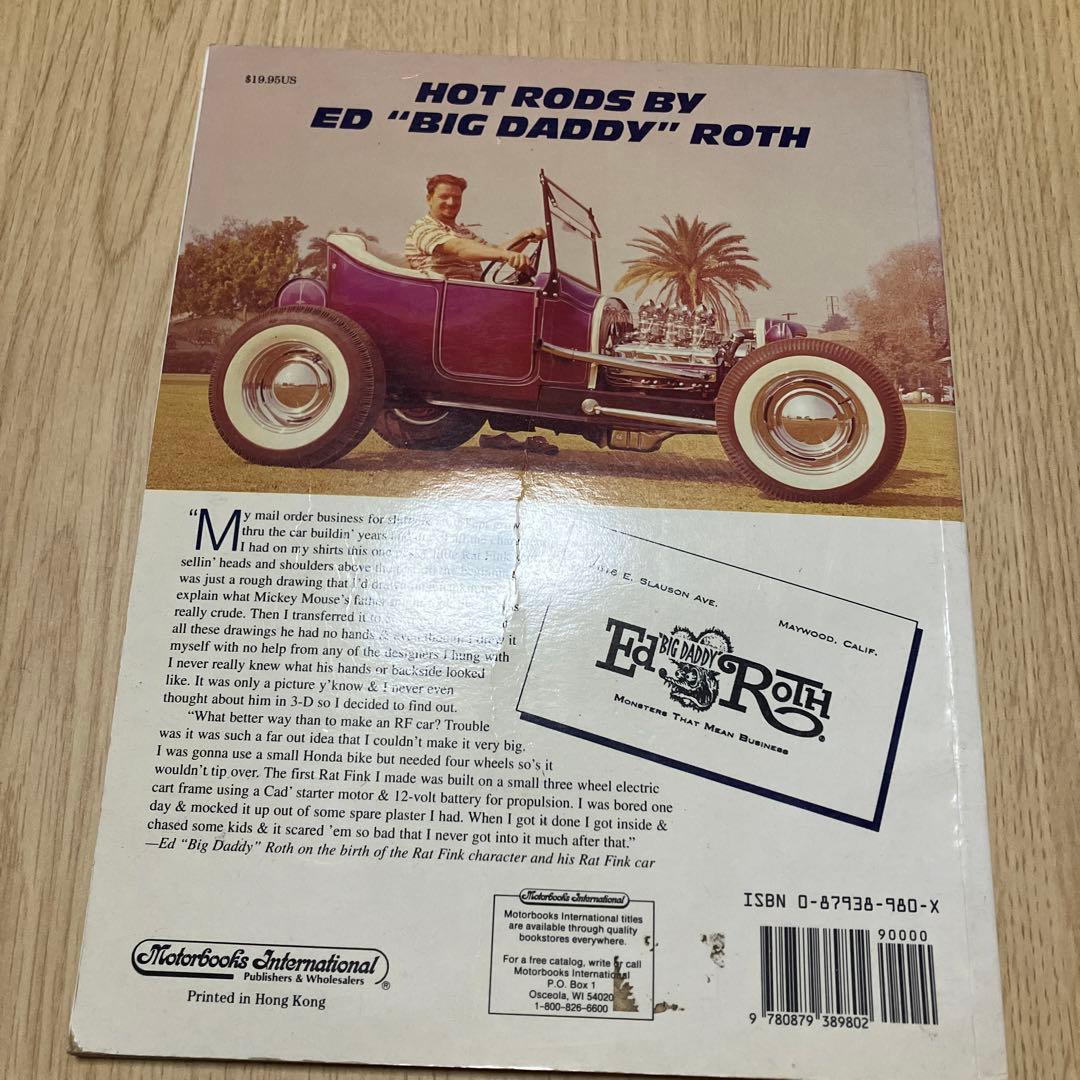 $19.95US
HOT RODS BY
ED "BIG DADDY" ROTH
"My mail order business for
thru the car buildin' years
I had on my shirts this one little Rat Fink
sellin' heads and shoulders above
was just a rough drawing that I'd
explain what Mickey Mouse's father
really crude. Then I transferred it to
all these drawings he had no hands & even though I drew it
myself with no help from any of the designers I hung with
I never really knew what his hands or backside looked
like. It was only a picture y'know & I never even
thought about him in 3-D so I decided to find out.
"What better way than to make an RF car? Trouble
was it was such a far out idea that I couldn't make it very big.
I was gonna use a small Honda bike but needed four wheels so's it
wouldn't tip over. The first Rat Fink I made was built on a small three wheel electric
cart frame using a Cad' starter motor & 12-volt battery for propulsion. I was bored one
day & mocked it up out of some spare plaster I had. When I got it done I got inside &
chased some kids & it scared 'em so bad that I never got into it much after that."
—Ed "Big Daddy" Roth on the birth of the Rat Fink character and his Rat Fink car
E. SLAUSON AVE.
MAYWOOD, CALIF.
Ed "BIG DADDY" ROTH®
MONSTERS THAT MEAN BUSINESS
Motorbooks International
Publishers & Wholesalers ®
Printed in Hong Kong
Motorbooks International
Motorbooks International titles
are available through quality
bookstores everywhere.
For a free catalog, write or call
Motorbooks International
P.O. Box 1
Osceola, WI 54020
1-800-826-6600
ISBN 0-87938-980-X
90000
9 780879 389802